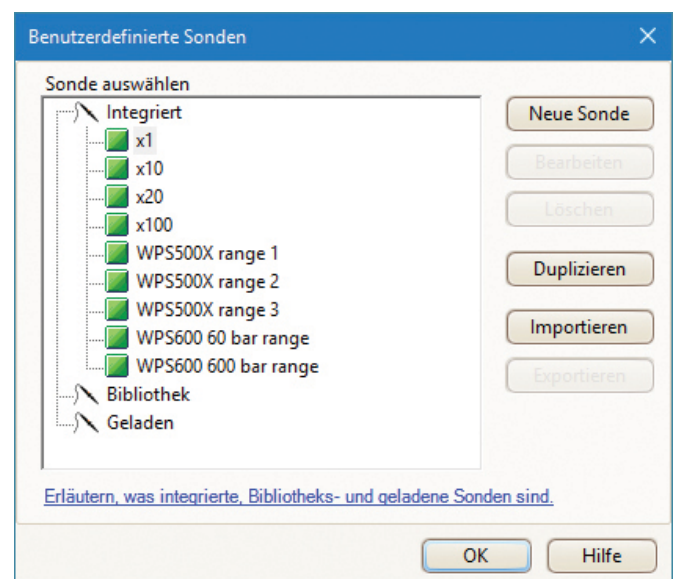 Benutzerdefinierte Sonden
Sonde auswählen
Integriert
x1
x10
x20
x100
WPS500X range 1
WPS500X range 2
WPS500X range 3
WPS600 60 bar range
WPS600 600 bar range
Bibliothek
Geladen
Neue Sonde
Bearbeiten
Löschen
Duplizieren
Importieren
Exportieren
Erläutern, was integrierte, Bibliotheks- und geladene Sonden sind.
OK
Hilfe